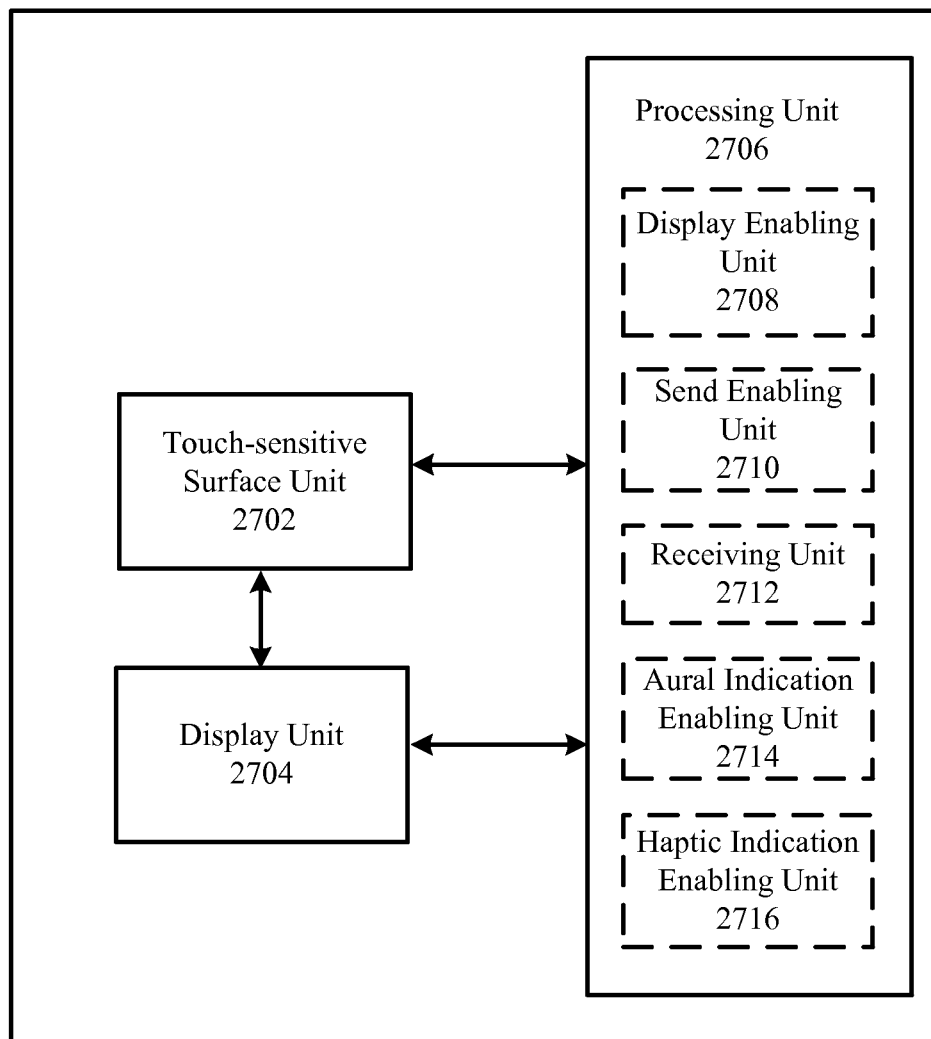 Processing Unit
2706
Display Enabling
Unit
2708
Send Enabling
Unit
2710
Touch-sensitive
Surface Unit
2702
Receiving Unit
2712
Aural Indication
Enabling Unit
2714
Display Unit
2704
Haptic Indication
Enabling Unit
2716